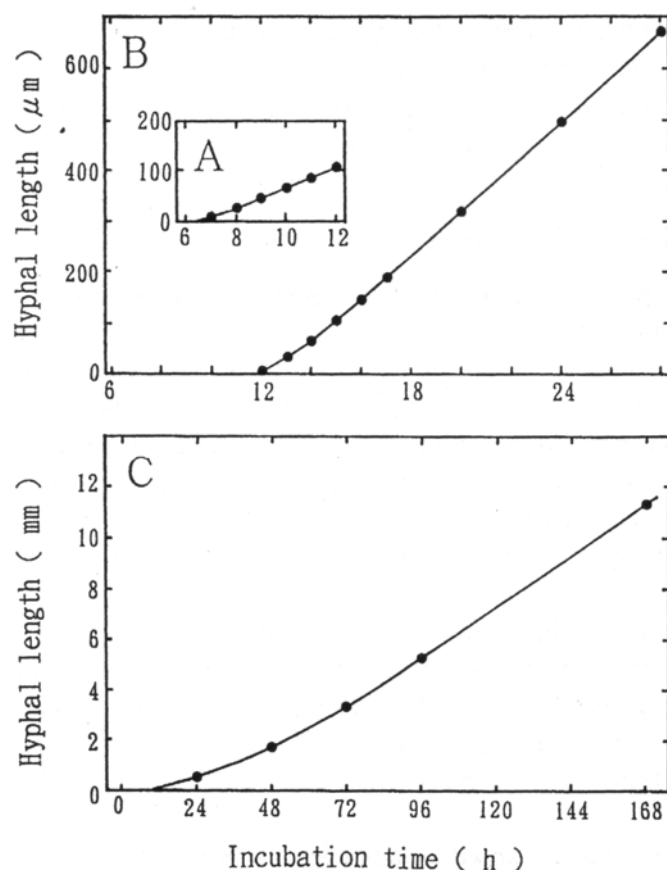 B
Hyphal length (μm)
600
400
200
0
A
200
100
0
6 8 10 12
6 12 18 24
C
Hyphal length ( mm )
12
10
8
6
4
2
0
0 24 48 72 96 120 144 168
Incubation time ( h )